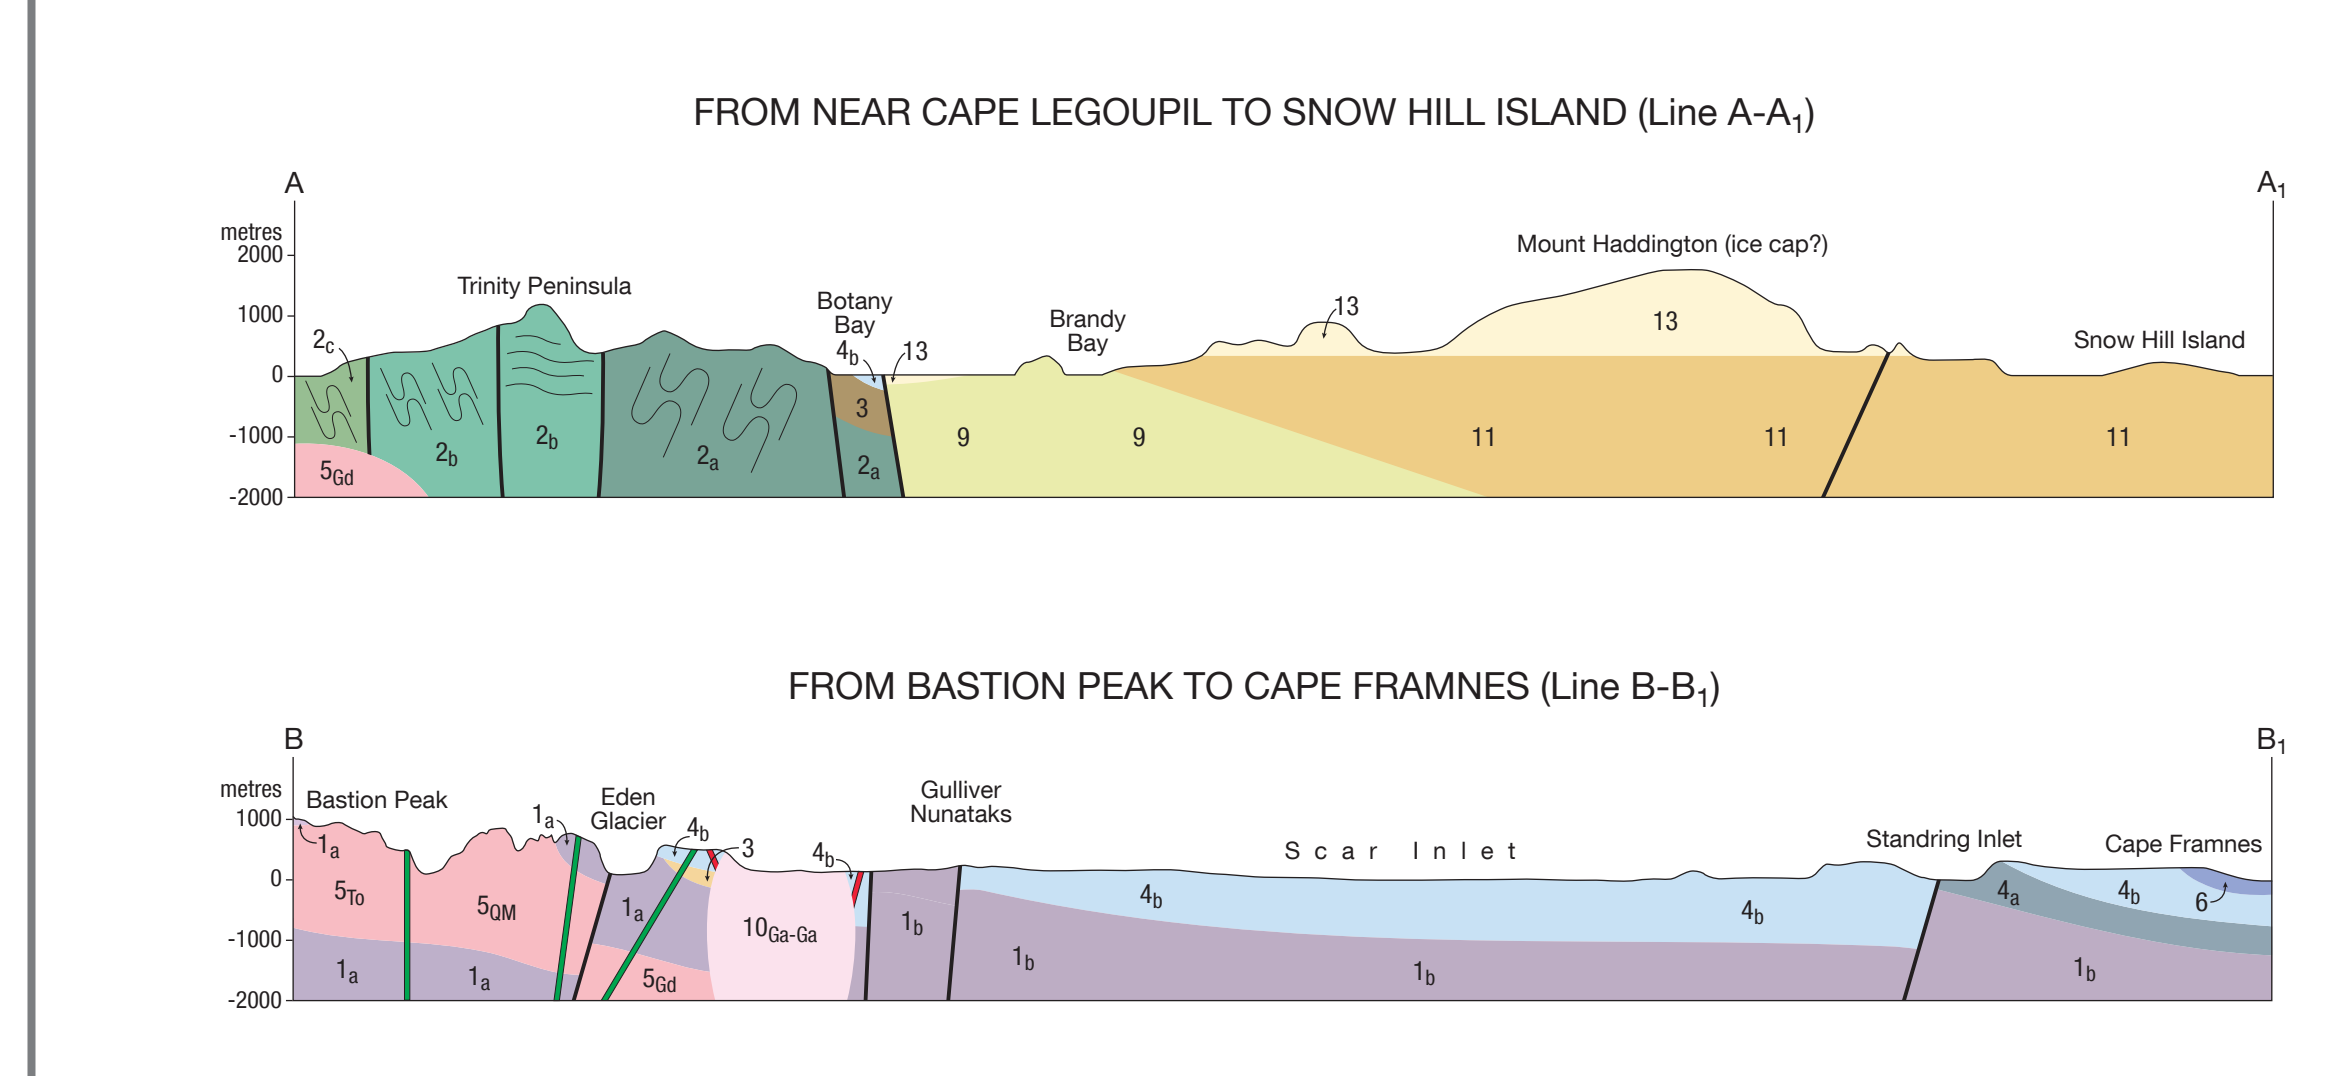 FROM NEAR CAPE LEGOUPIL TO SNOW HILL ISLAND (Line A-A1)
A
A1
metres
2000
1000
0
-1000
-2000
Trinity Peninsula
Botany
Bay
Brandy
Bay
Mount Haddington (ice cap?)
Snow Hill Island
2c
4b
13
13
13
3
5Gd
2b
2b
2a
2a
9
9
11
11
11
FROM BASTION PEAK TO CAPE FRAMNES (Line B-B1)
B
B1
metres
1000
0
-1000
-2000
Bastion Peak
Eden
Glacier
Gulliver
Nunataks
Scar Inlet
Standring Inlet
Cape Framnes
1a
1a
4b
3
4b
5To
5QM
1a
10Ga-Ga
1b
4b
4b
4a
4b
6
1a
1a
5Gd
1b
1b
1b